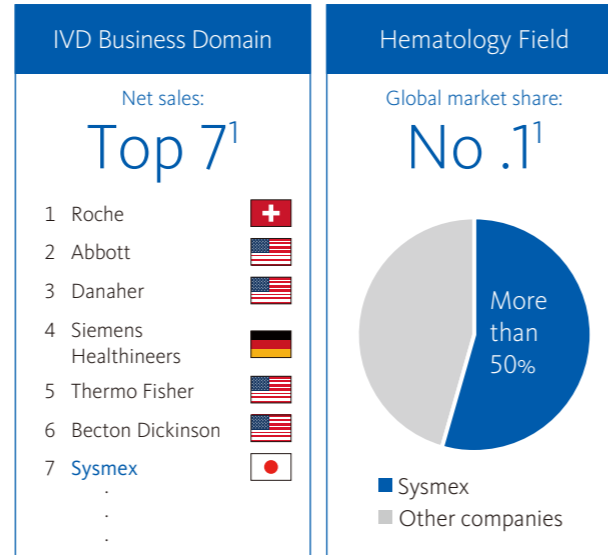 IVD Business Domain
Net sales:
Top 7¹
1 Roche
2 Abbott
3 Danaher
4 Siemens
Healthineers
5 Thermo Fisher
6 Becton Dickinson
7 Sysmex
.
.
.
Hematology Field
Global market share:
No .1¹
More
than
50%
Sysmex
Other companies